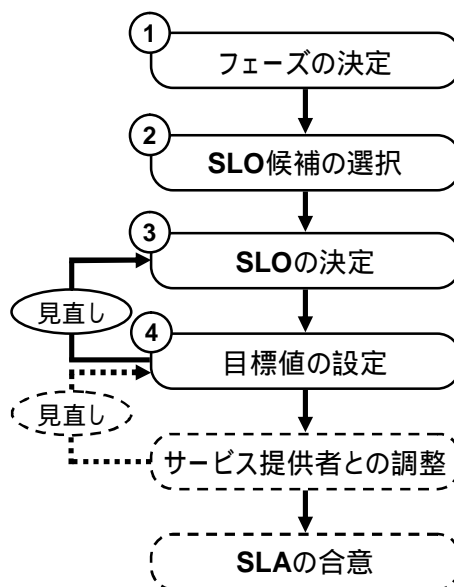 1
フェーズの決定
2
SLO候補の選択
3
SLOの決定
見直し
4
目標値の設定
見直し
サービス提供者との調整
SLAの合意